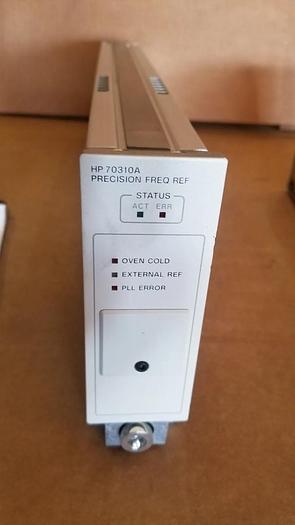 HP 70310A
PRECISION FREQ REF
STATUS
ACT ERR
OVEN COLD
EXTERNAL REF
PLL ERROR